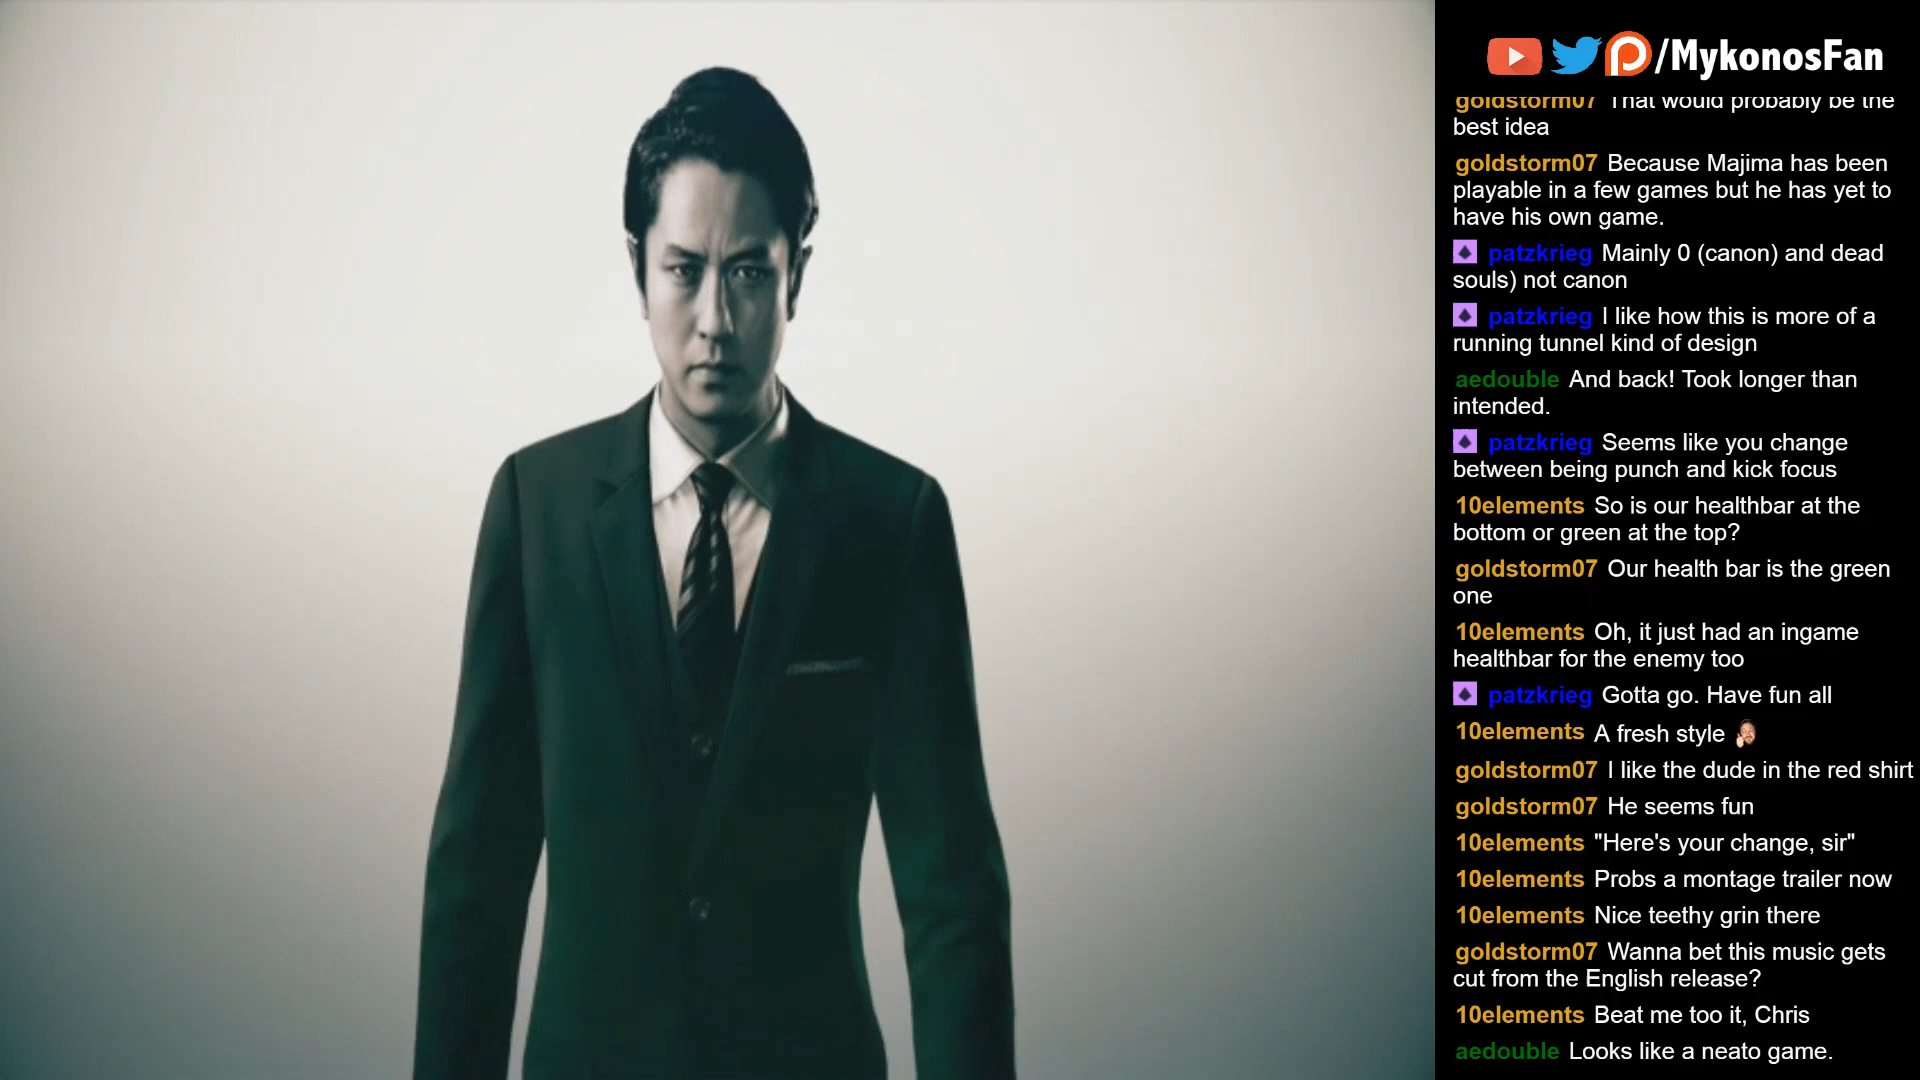 /MykonosFan
goldstorm07 That would probably be the
best idea
goldstorm07 Because Majima has been
playable in a few games but he has yet to
have his own game.
patzkrieg Mainly 0 (canon) and dead
souls) not canon
patzkrieg I like how this is more of a
running tunnel kind of design
aedouble And back! Took longer than
intended.
patzkrieg Seems like you change
between being punch and kick focus
10elements So is our healthbar at the
bottom or green at the top?
goldstorm07 Our health bar is the green
one
10elements Oh, it just had an ingame
healthbar for the enemy too
patzkrieg Gotta go. Have fun all
10elements A fresh style
goldstorm07 I like the dude in the red shirt
goldstorm07 He seems fun
10elements "Here's your change, sir"
10elements Probs a montage trailer now
10elements Nice teethy grin there
goldstorm07 Wanna bet this music gets
cut from the English release?
10elements Beat me too it, Chris
aedouble Looks like a neato game.